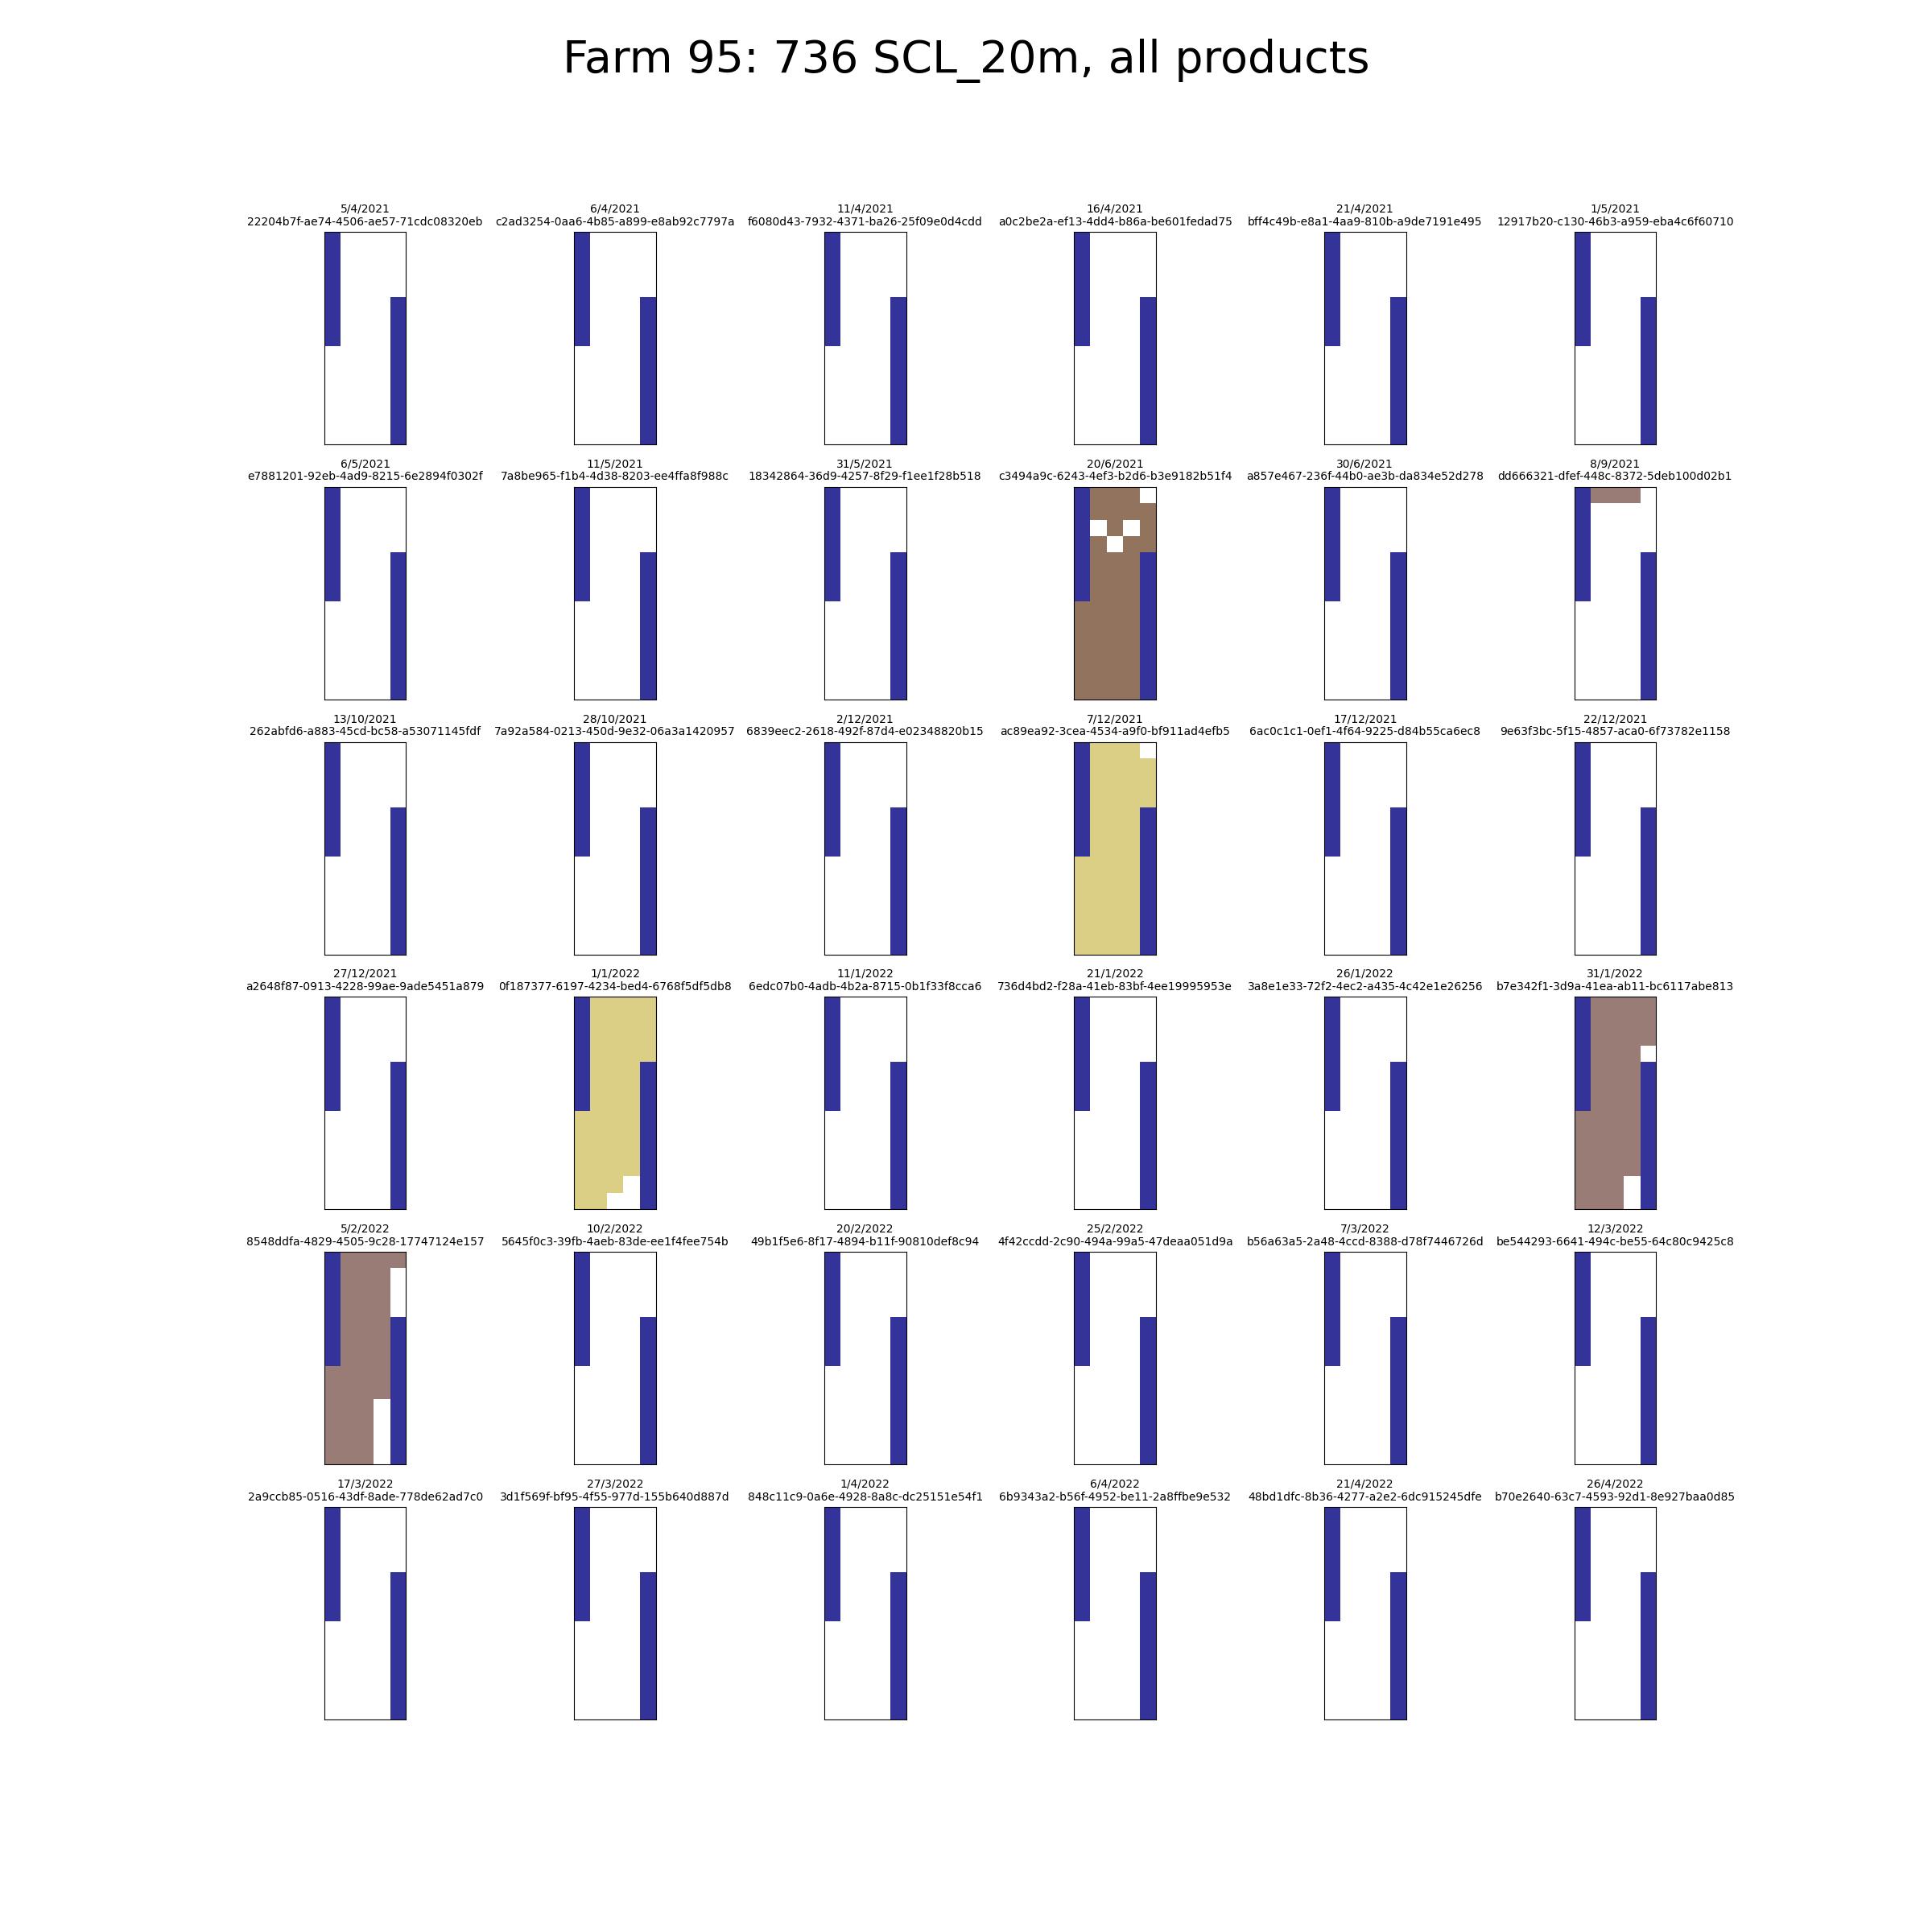 Farm 95: 736 SCL_20m, all products
5/4/2021
22204b7f-ae74-4506-ae57-71cdc08320eb
6/4/2021
c2ad3254-0aa6-4b85-a899-e8ab92c7797a
11/4/2021
f6080d43-7932-4371-ba26-25f09e0d4cdd
16/4/2021
a0c2be2a-ef13-4dd4-b86a-be601fedad75
21/4/2021
bff4c49b-e8a1-4aa9-810b-a9de7191e495
1/5/2021
12917b20-c130-46b3-a959-eba4c6f60710
6/5/2021
e7881201-92eb-4ad9-8215-6e2894f0302f
11/5/2021
7a8be965-f1b4-4d38-8203-ee4ffa8f988c
31/5/2021
18342864-36d9-4257-8f29-f1ee1f28b518
20/6/2021
c3494a9c-6243-4ef3-b2d6-b3e9182b51f4
30/6/2021
a857e467-236f-44b0-ae3b-da834e52d278
8/9/2021
dd666321-dfef-448c-8372-5deb100d02b1
13/10/2021
262abfd6-a883-45cd-bc58-a53071145fdf
28/10/2021
7a92a584-0213-450d-9e32-06a3a1420957
2/12/2021
6839eec2-2618-492f-87d4-e02348820b15
7/12/2021
ac89ea92-3cea-4534-a9f0-bf911ad4efb5
17/12/2021
6ac0c1c1-0ef1-4f64-9225-d84b55ca6ec8
22/12/2021
9e63f3bc-5f15-4857-aca0-6f73782e1158
27/12/2021
a2648f87-0913-4228-99ae-9ade5451a879
1/1/2022
0f187377-6197-4234-bed4-6768f5df5db8
11/1/2022
6edc07b0-4adb-4b2a-8715-0b1f33f8cca6
21/1/2022
736d4bd2-f28a-41eb-83bf-4ee19995953e
26/1/2022
3a8e1e33-72f2-4ec2-a435-4c42e1e26256
31/1/2022
b7e342f1-3d9a-41ea-ab11-bc6117abe813
5/2/2022
8548ddfa-4829-4505-9c28-17747124e157
10/2/2022
5645f0c3-39fb-4aeb-83de-ee1f4fee754b
20/2/2022
49b1f5e6-8f17-4894-b11f-90810def8c94
25/2/2022
4f42ccdd-2c90-494a-99a5-47deaa051d9a
7/3/2022
b56a63a5-2a48-4ccd-8388-d78f7446726d
12/3/2022
be544293-6641-494c-be55-64c80c9425c8
17/3/2022
2a9ccb85-0516-43df-8ade-778de62ad7c0
27/3/2022
3d1f569f-bf95-4f55-977d-155b640d887d
1/4/2022
848c11c9-0a6e-4928-8a8c-dc25151e54f1
6/4/2022
6b9343a2-b56f-4952-be11-2a8ffbe9e532
21/4/2022
48bd1dfc-8b36-4277-a2e2-6dc915245dfe
26/4/2022
b70e2640-63c7-4593-92d1-8e927baa0d85